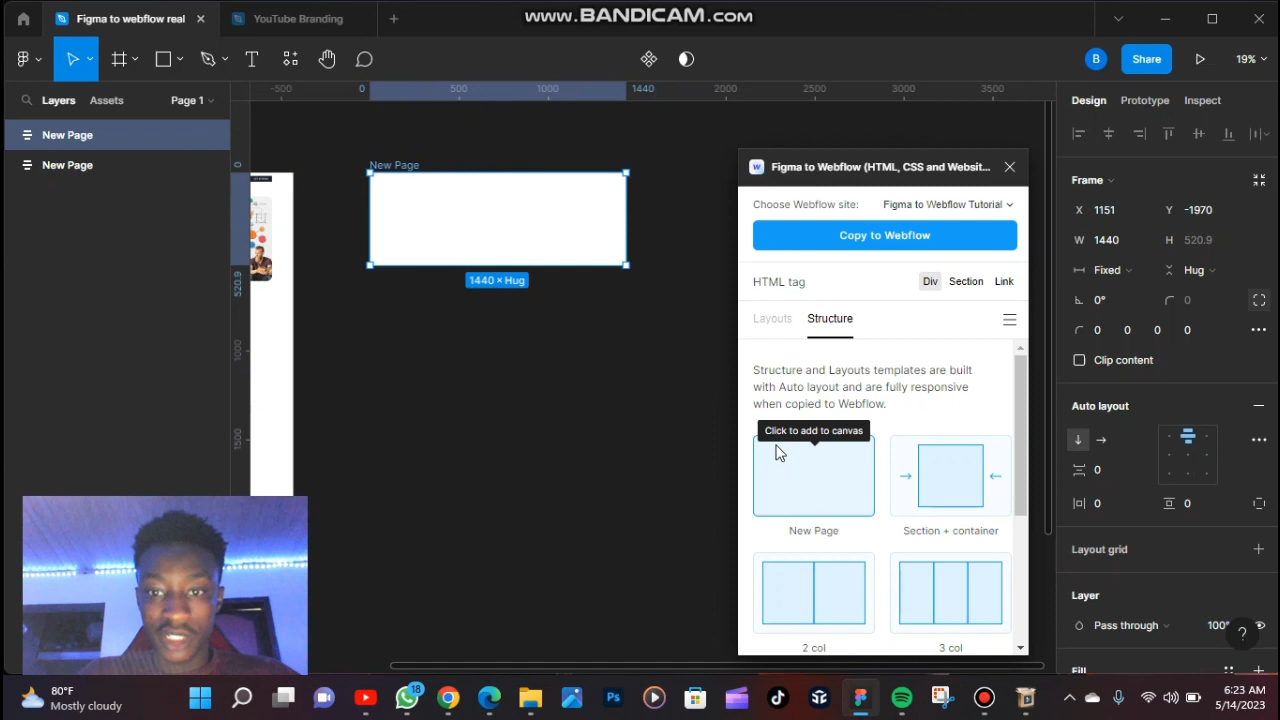 www.BANDICAM.com
Figma to webflow real
YouTube Branding
B
Share
19%
Layers
Assets
Page 1
-500
0
500
1000
1440
2000
2500
3000
3500
Design
Prototype
Inspect
New Page
New Page
0
520.9
1000
1500
New Page
1440 × Hug
Figma to Webflow (HTML, CSS and Websit...
Choose Webflow site:
Figma to Webflow Tutorial
Copy to Webflow
HTML tag
Div
Section
Link
Layouts
Structure
Structure and Layouts templates are built
with Auto layout and are fully responsive
when copied to Webflow.
Click to add to canvas
New Page
Section + container
2 col
3 col
Frame
X 1151
Y -1970
W 1440
H 520.9
Fixed
Hug
0°
0
0 0 0 0
Clip content
Auto layout
0
0
0
Layout grid
Layer
Pass through
100
Fill
?
80°F
Mostly cloudy
18
Ps
6:23 AM
5/14/2023